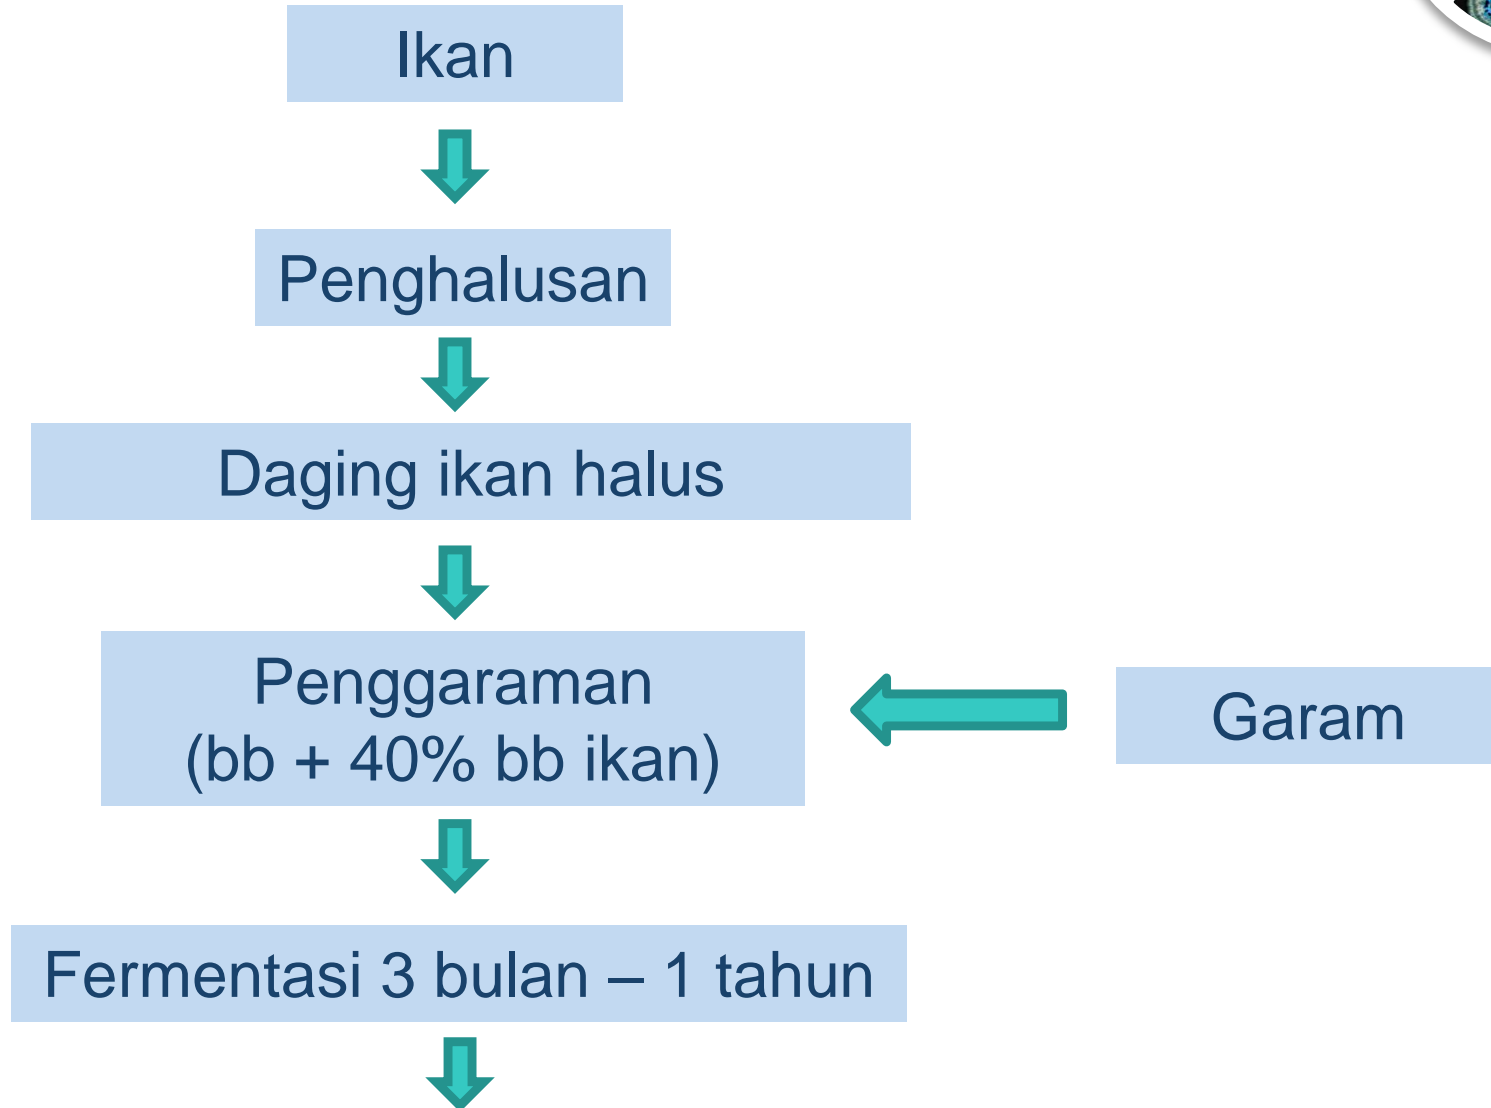 Ikan
Penghalusan
Daging ikan halus
Penggaraman
(bb + 40% bb ikan)
Garam
Fermentasi 3 bulan – 1 tahun